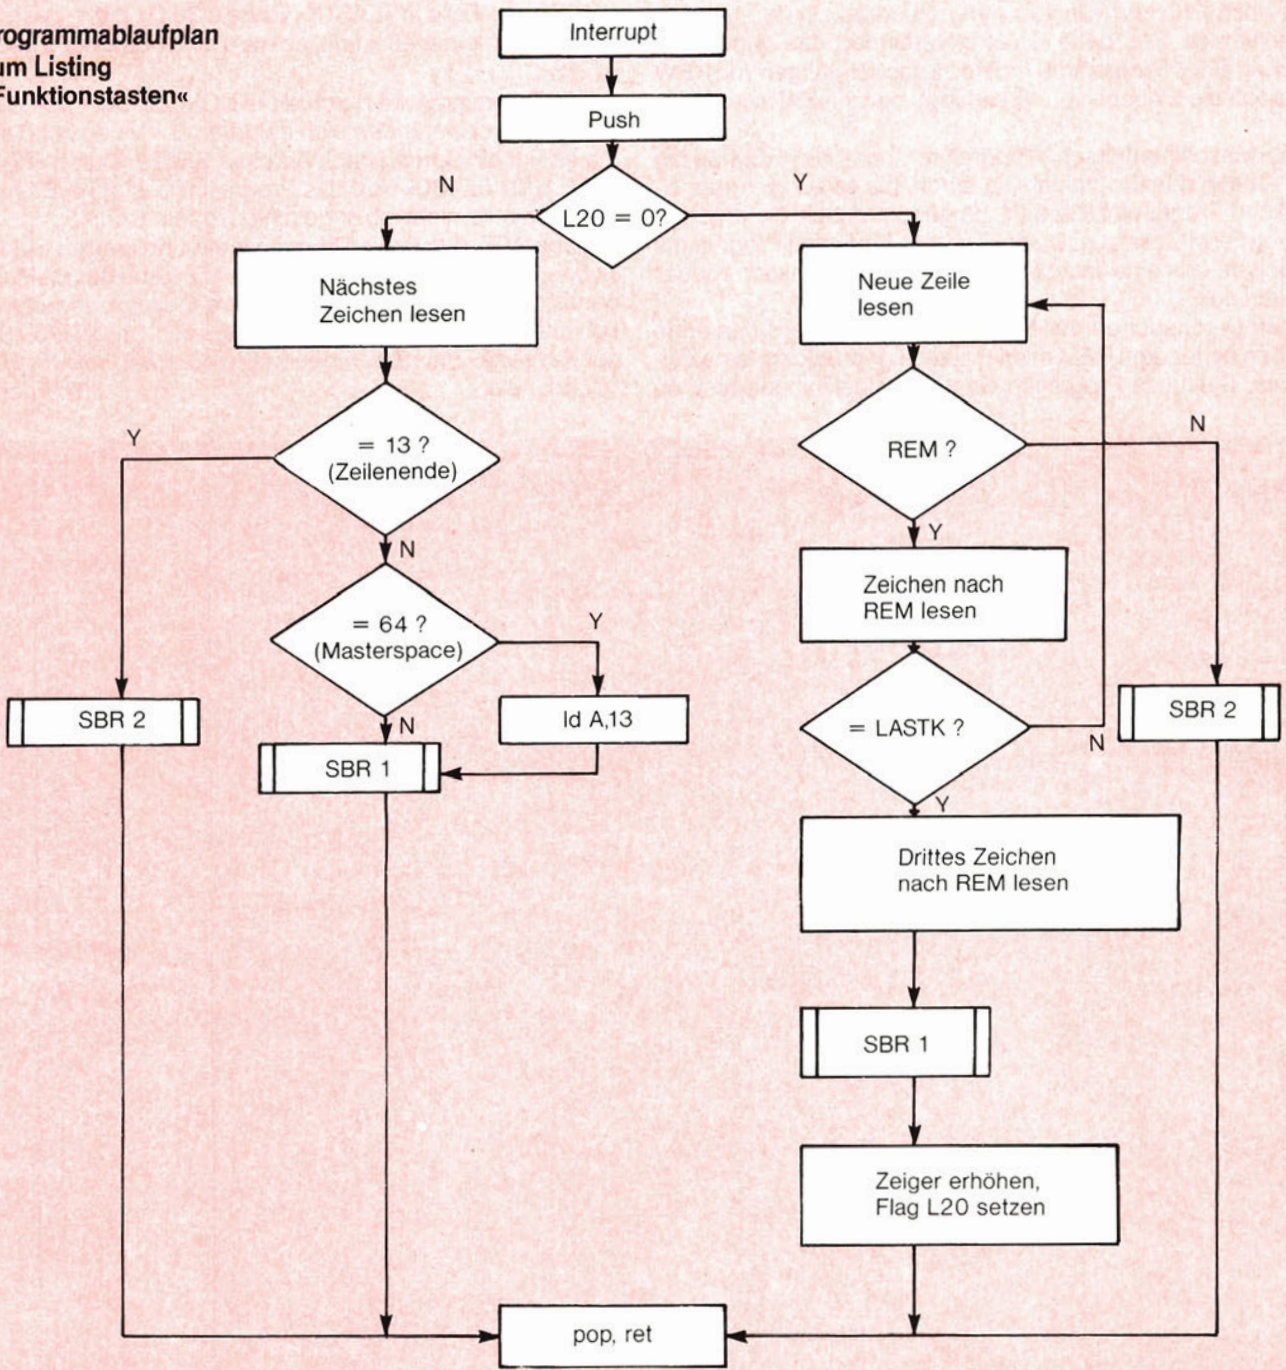 rogrammablaufplan
um Listing
Funktionstasten«
Interrupt
Push
N
Y
L20 = 0?
Nächstes
Zeichen lesen
Neue Zeile
lesen
Y
= 13 ?
(Zeilenende)
N
REM ?
N
Y
= 64 ?
(Masterspace)
Y
Zeichen nach
REM lesen
SBR 2
N
ld A,13
SBR 1
= LASTK ?
N
SBR 2
Y
Drittes Zeichen
nach REM lesen
SBR 1
Zeiger erhöhen,
Flag L20 setzen
pop, ret